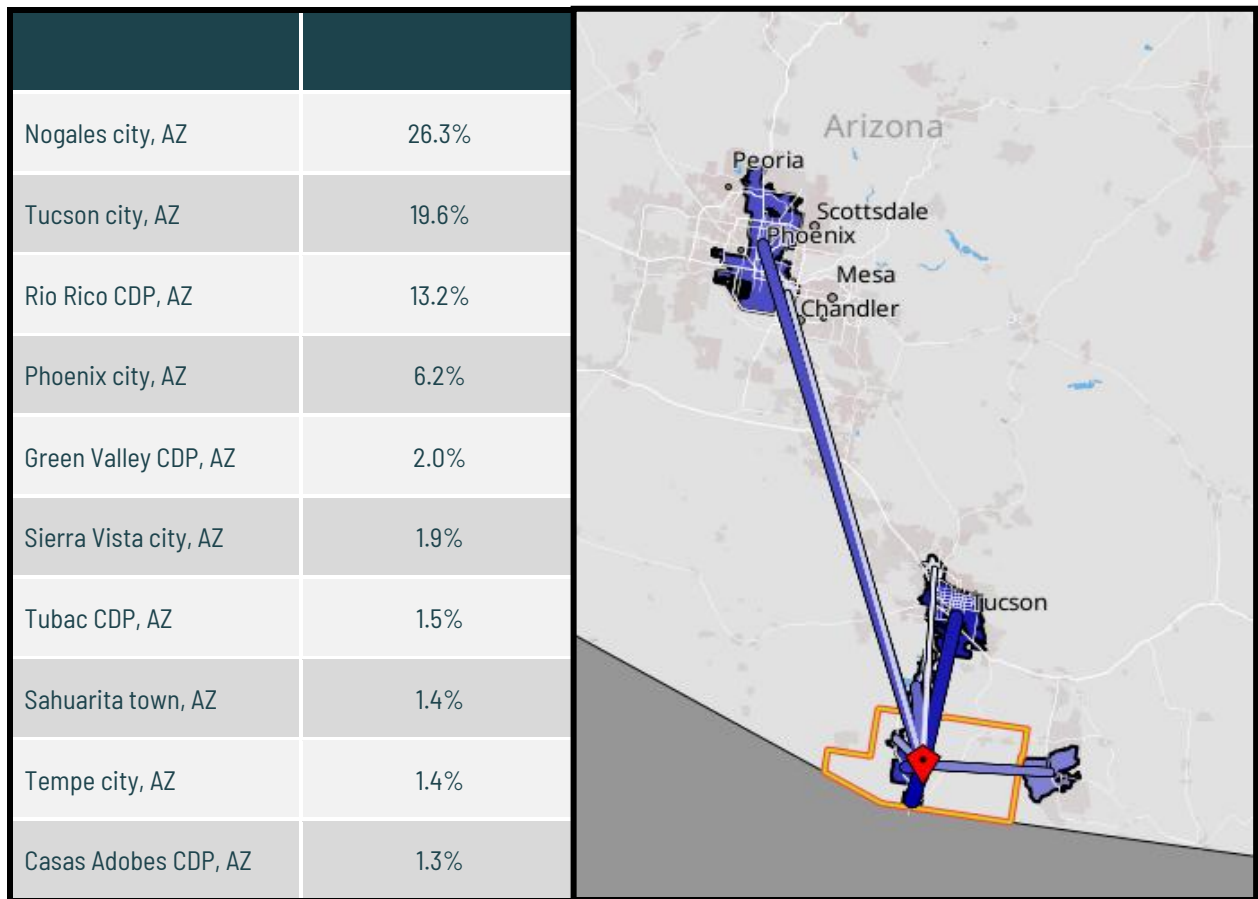 Nogales city, AZ 26.3%
Tucson city, AZ 19.6%
Rio Rico CDP, AZ 13.2%
Phoenix city, AZ 6.2%
Green Valley CDP, AZ 2.0%
Sierra Vista city, AZ 1.9%
Tubac CDP, AZ 1.5%
Sahuarita town, AZ 1.4%
Tempe city, AZ 1.4%
Casas Adobes CDP, AZ 1.3%
Arizona
Peoria
Scottsdale
Phoenix
Mesa
Chandler
Tucson